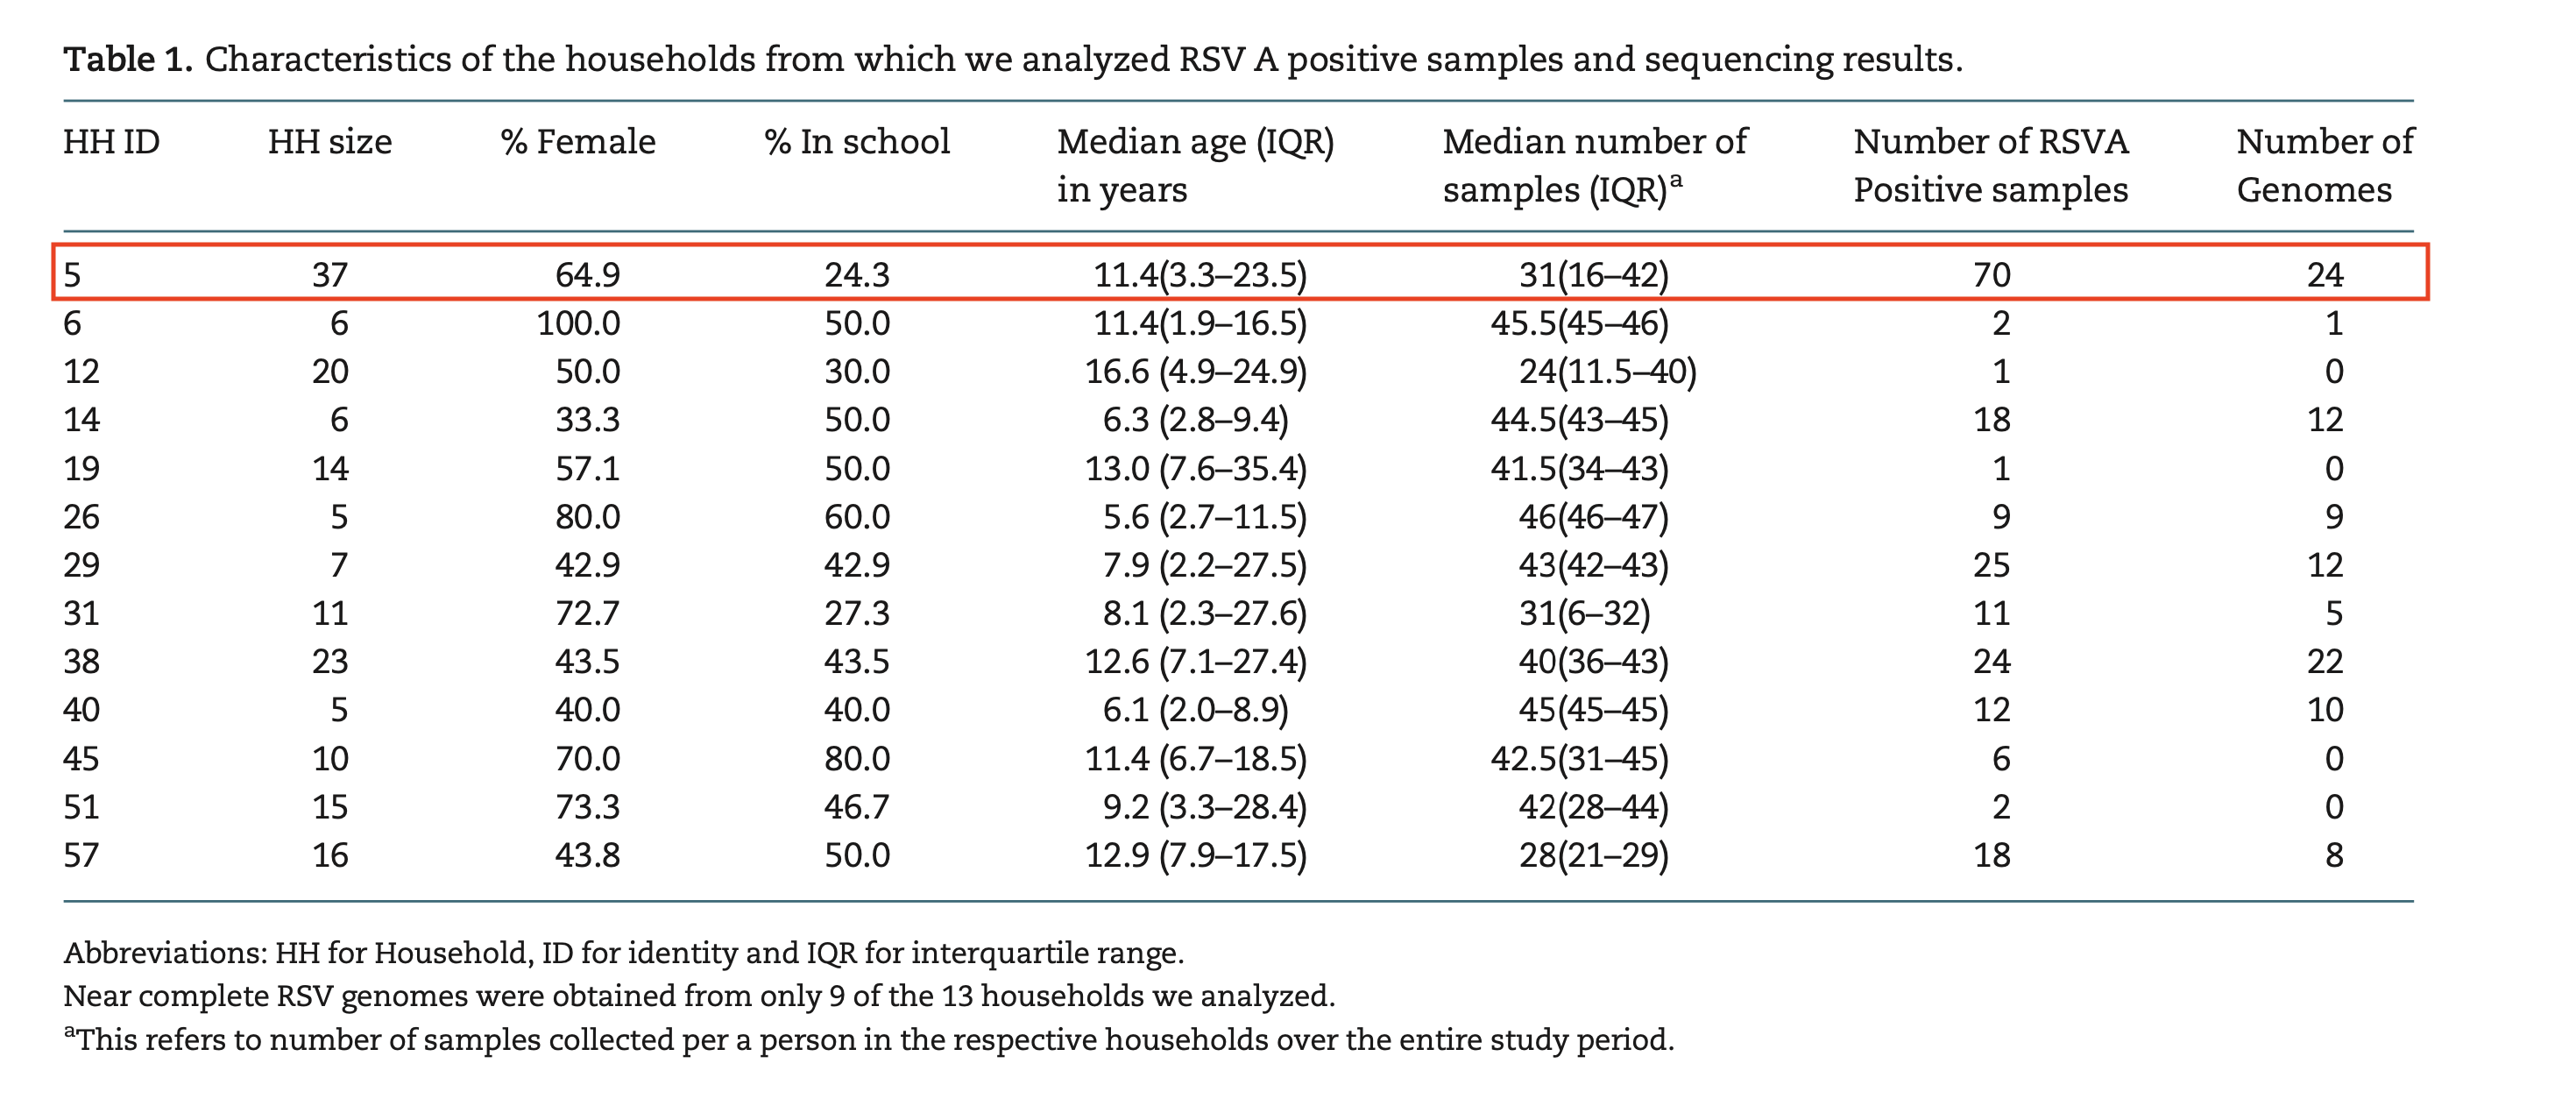 Table 1. Characteristics of the households from which we analyzed RSV A positive samples and sequencing results.
HH ID HH size % Female % In school Median age (IQR) in years Median number of samples (IQR)a Number of RSVA Positive samples Number of Genomes
5 37 64.9 24.3 11.4(3.3–23.5) 31(16–42) 70 24
6 6 100.0 50.0 11.4(1.9–16.5) 45.5(45–46) 2 1
12 20 50.0 30.0 16.6 (4.9–24.9) 24(11.5–40) 1 0
14 6 33.3 50.0 6.3 (2.8–9.4) 44.5(43–45) 18 12
19 14 57.1 50.0 13.0 (7.6–35.4) 41.5(34–43) 1 0
26 5 80.0 60.0 5.6 (2.7–11.5) 46(46–47) 9 9
29 7 42.9 42.9 7.9 (2.2–27.5) 43(42–43) 25 12
31 11 72.7 27.3 8.1 (2.3–27.6) 31(6–32) 11 5
38 23 43.5 43.5 12.6 (7.1–27.4) 40(36–43) 24 22
40 5 40.0 40.0 6.1 (2.0–8.9) 45(45–45) 12 10
45 10 70.0 80.0 11.4 (6.7–18.5) 42.5(31–45) 6 0
51 15 73.3 46.7 9.2 (3.3–28.4) 42(28–44) 2 0
57 16 43.8 50.0 12.9 (7.9–17.5) 28(21–29) 18 8
Abbreviations: HH for Household, ID for identity and IQR for interquartile range.
Near complete RSV genomes were obtained from only 9 of the 13 households we analyzed.
aThis refers to number of samples collected per a person in the respective households over the entire study period.